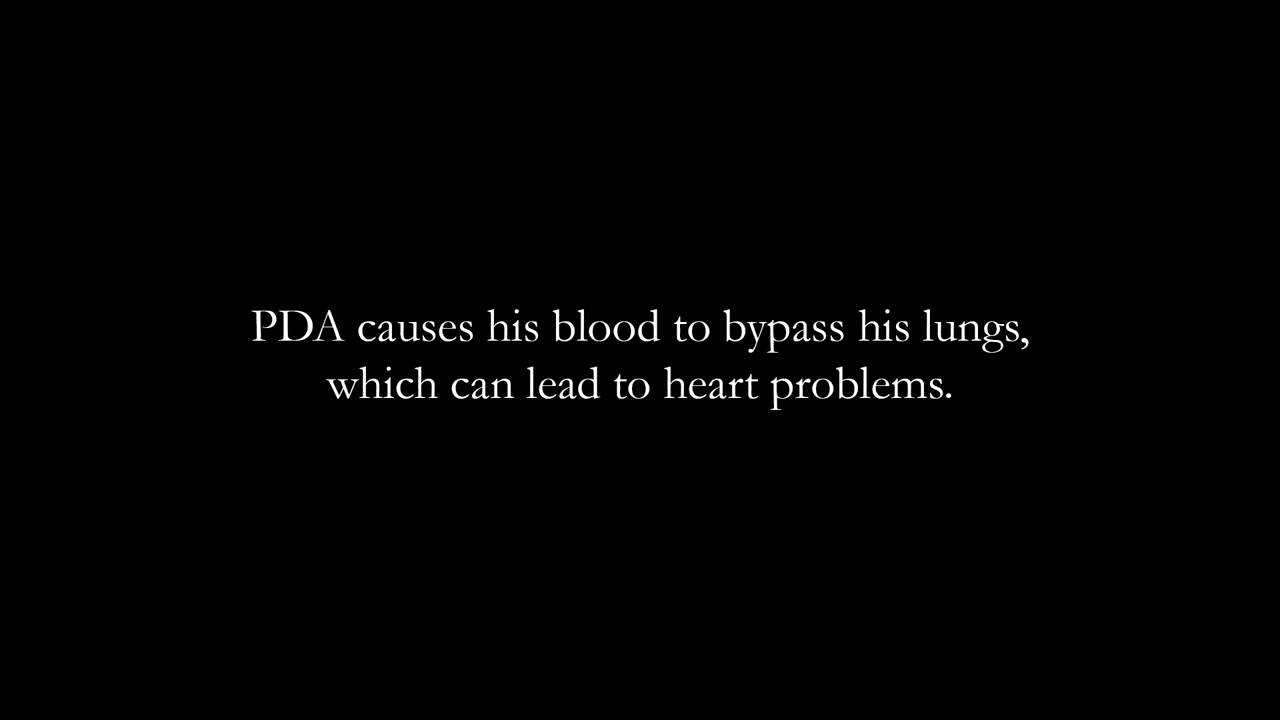 PDA causes his blood to bypass his lungs,
which can lead to heart problems.